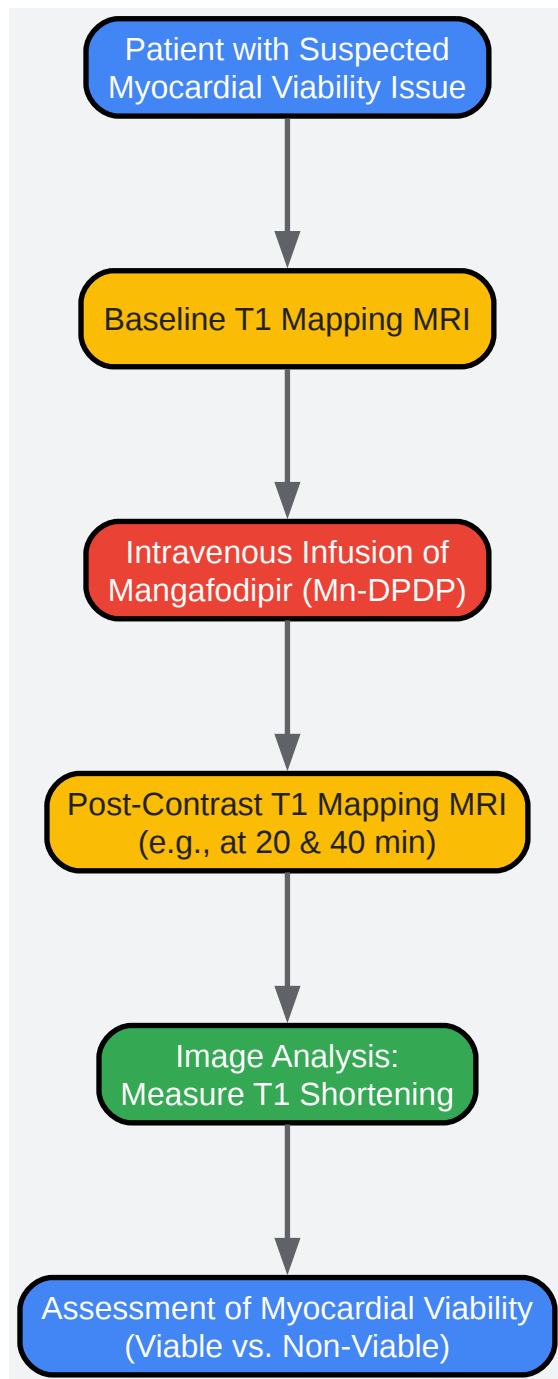 Patient with Suspected
Myocardial Viability Issue
Baseline T1 Mapping MRI
Intravenous Infusion of
Mangafodipir (Mn-DPDP)
Post-Contrast T1 Mapping MRI
(e.g., at 20 & 40 min)
Image Analysis:
Measure T1 Shortening
Assessment of Myocardial Viability
(Viable vs. Non-Viable)